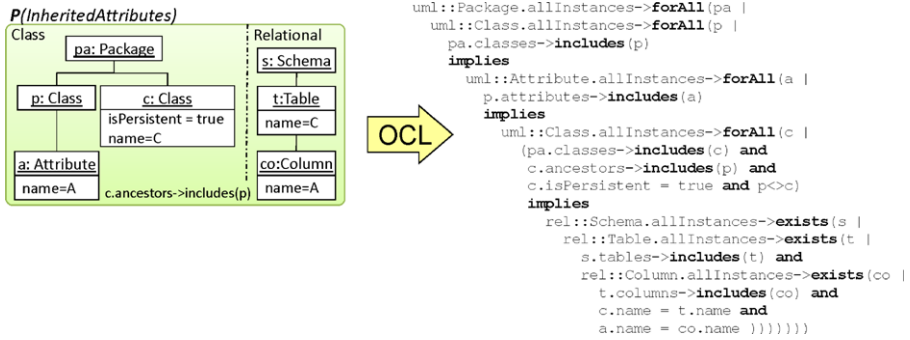 P(InheritedAttributes)
Class
Relational
pa: Package
s: Schema
p: Class
c: Class
isPersistent = true
name=C
t:Table
name=C
a: Attribute
name=A
co:Column
name=A
c.ancestors->includes(p)
OCL
uml::Package.allInstances->forAll(pa |
uml::Class.allInstances->forAll(p |
pa.classes->includes(p)
implies
uml::Attribute.allInstances->forAll(a |
p.attributes->includes(a)
implies
uml::Class.allInstances->forAll(c |
(pa.classes->includes(c) and
c.ancestors->includes(p) and
c.isPersistent = true and p<>c)
implies
rel::Schema.allInstances->exists(s |
rel::Table.allInstances->exists(t |
s.tables->includes(t) and
rel::Column.allInstances->exists(co |
t.columns->includes(co) and
c.name = t.name and
a.name = co.name )))))))